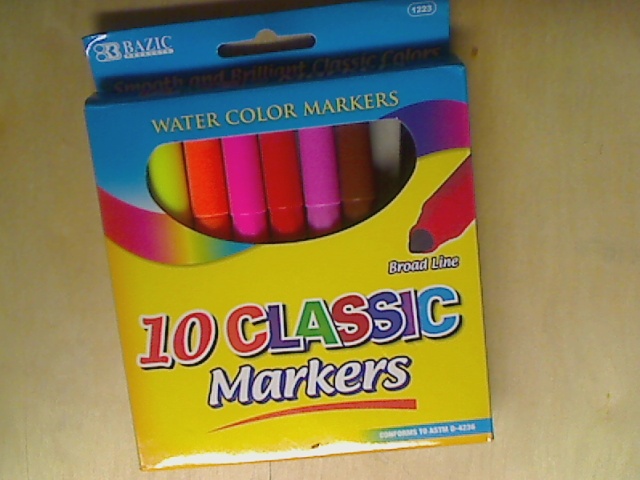 1223
BAZIC
PRODUCTS
Smooth and Brilliant Classic Colors
WATER COLOR MARKERS
Broad Line
10 CLASSIC
Markers
CONFORMS TO ASTM D-4236